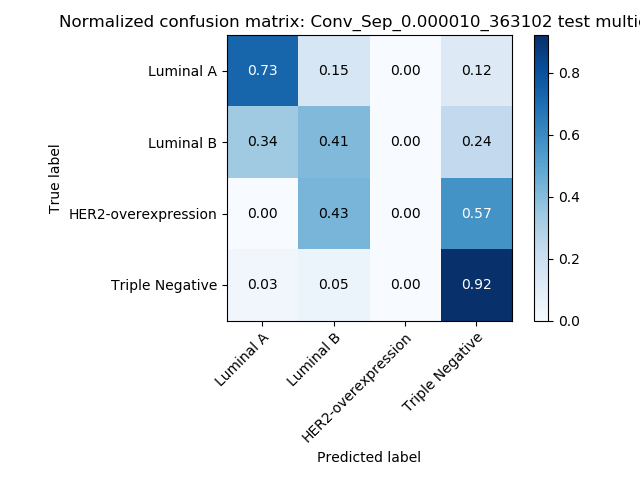 Normalized confusion matrix: Conv_Sep_0.000010_363102 test multi
True label
Luminal A 0.73 0.15 0.00 0.12
Luminal B 0.34 0.41 0.00 0.24
HER2-overexpression 0.00 0.43 0.00 0.57
Triple Negative 0.03 0.05 0.00 0.92
Luminal A
Luminal B
HER2-overexpression
Triple Negative
Predicted label
0.8
0.6
0.4
0.2
0.0